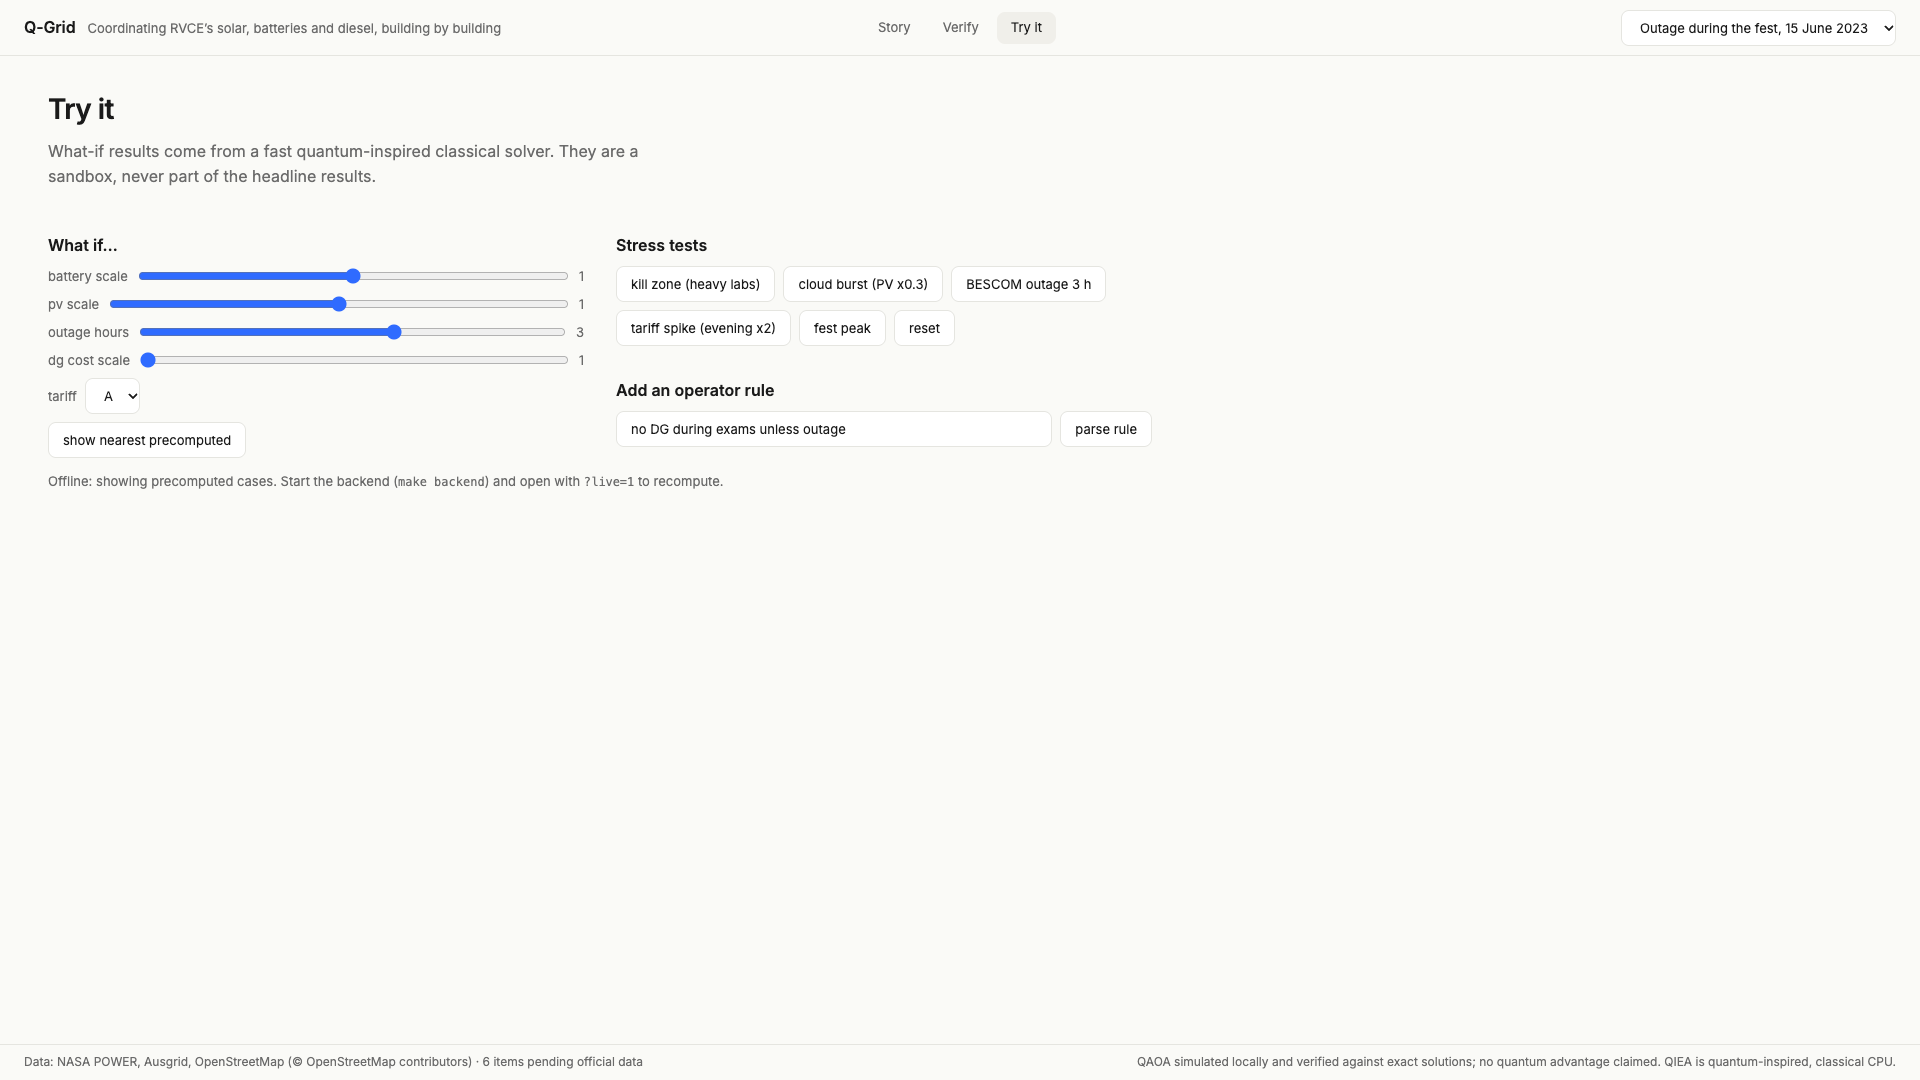 Q-Grid Coordinating RVCE's solar, batteries and diesel, building by building
Story Verify Try it
Outage during the fest, 15 June 2023
Try it
What-if results come from a fast quantum-inspired classical solver. They are a
sandbox, never part of the headline results.
What if...
battery scale 1
pv scale 1
outage hours 3
dg cost scale 1
tariff A
show nearest precomputed
Stress tests
kill zone (heavy labs) cloud burst (PV x0.3) BESCOM outage 3 h
tariff spike (evening x2) fest peak reset
Add an operator rule
no DG during exams unless outage parse rule
Offline: showing precomputed cases. Start the backend (make backend) and open with ?live=1 to recompute.
Data: NASA POWER, Ausgrid, OpenStreetMap (© OpenStreetMap contributors) · 6 items pending official data
QAOA simulated locally and verified against exact solutions; no quantum advantage claimed. QIEA is quantum-inspired, classical CPU.